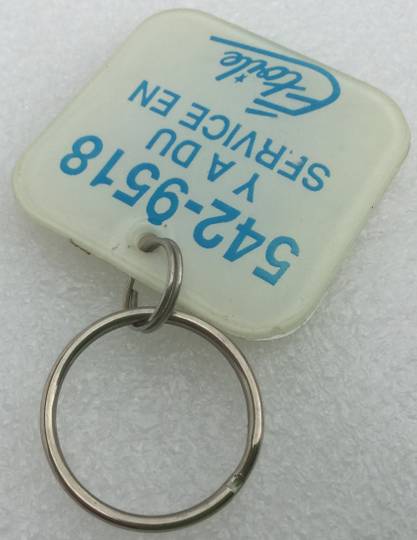 542-9518
Y A DU
SERVICE EN
Étoile